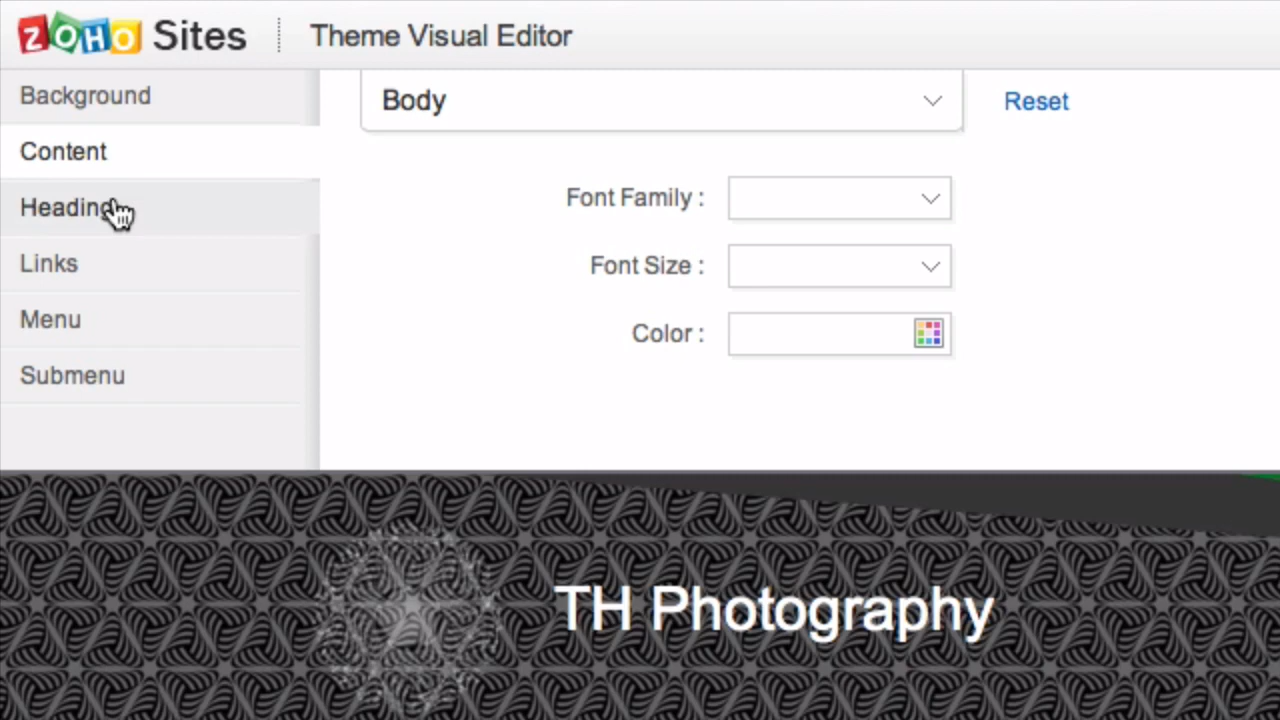 ZOHO Sites Theme Visual Editor
Background
Body
Reset
Content
Heading
Links
Menu
Submenu
Font Family :
Font Size :
Color :
TH Photography